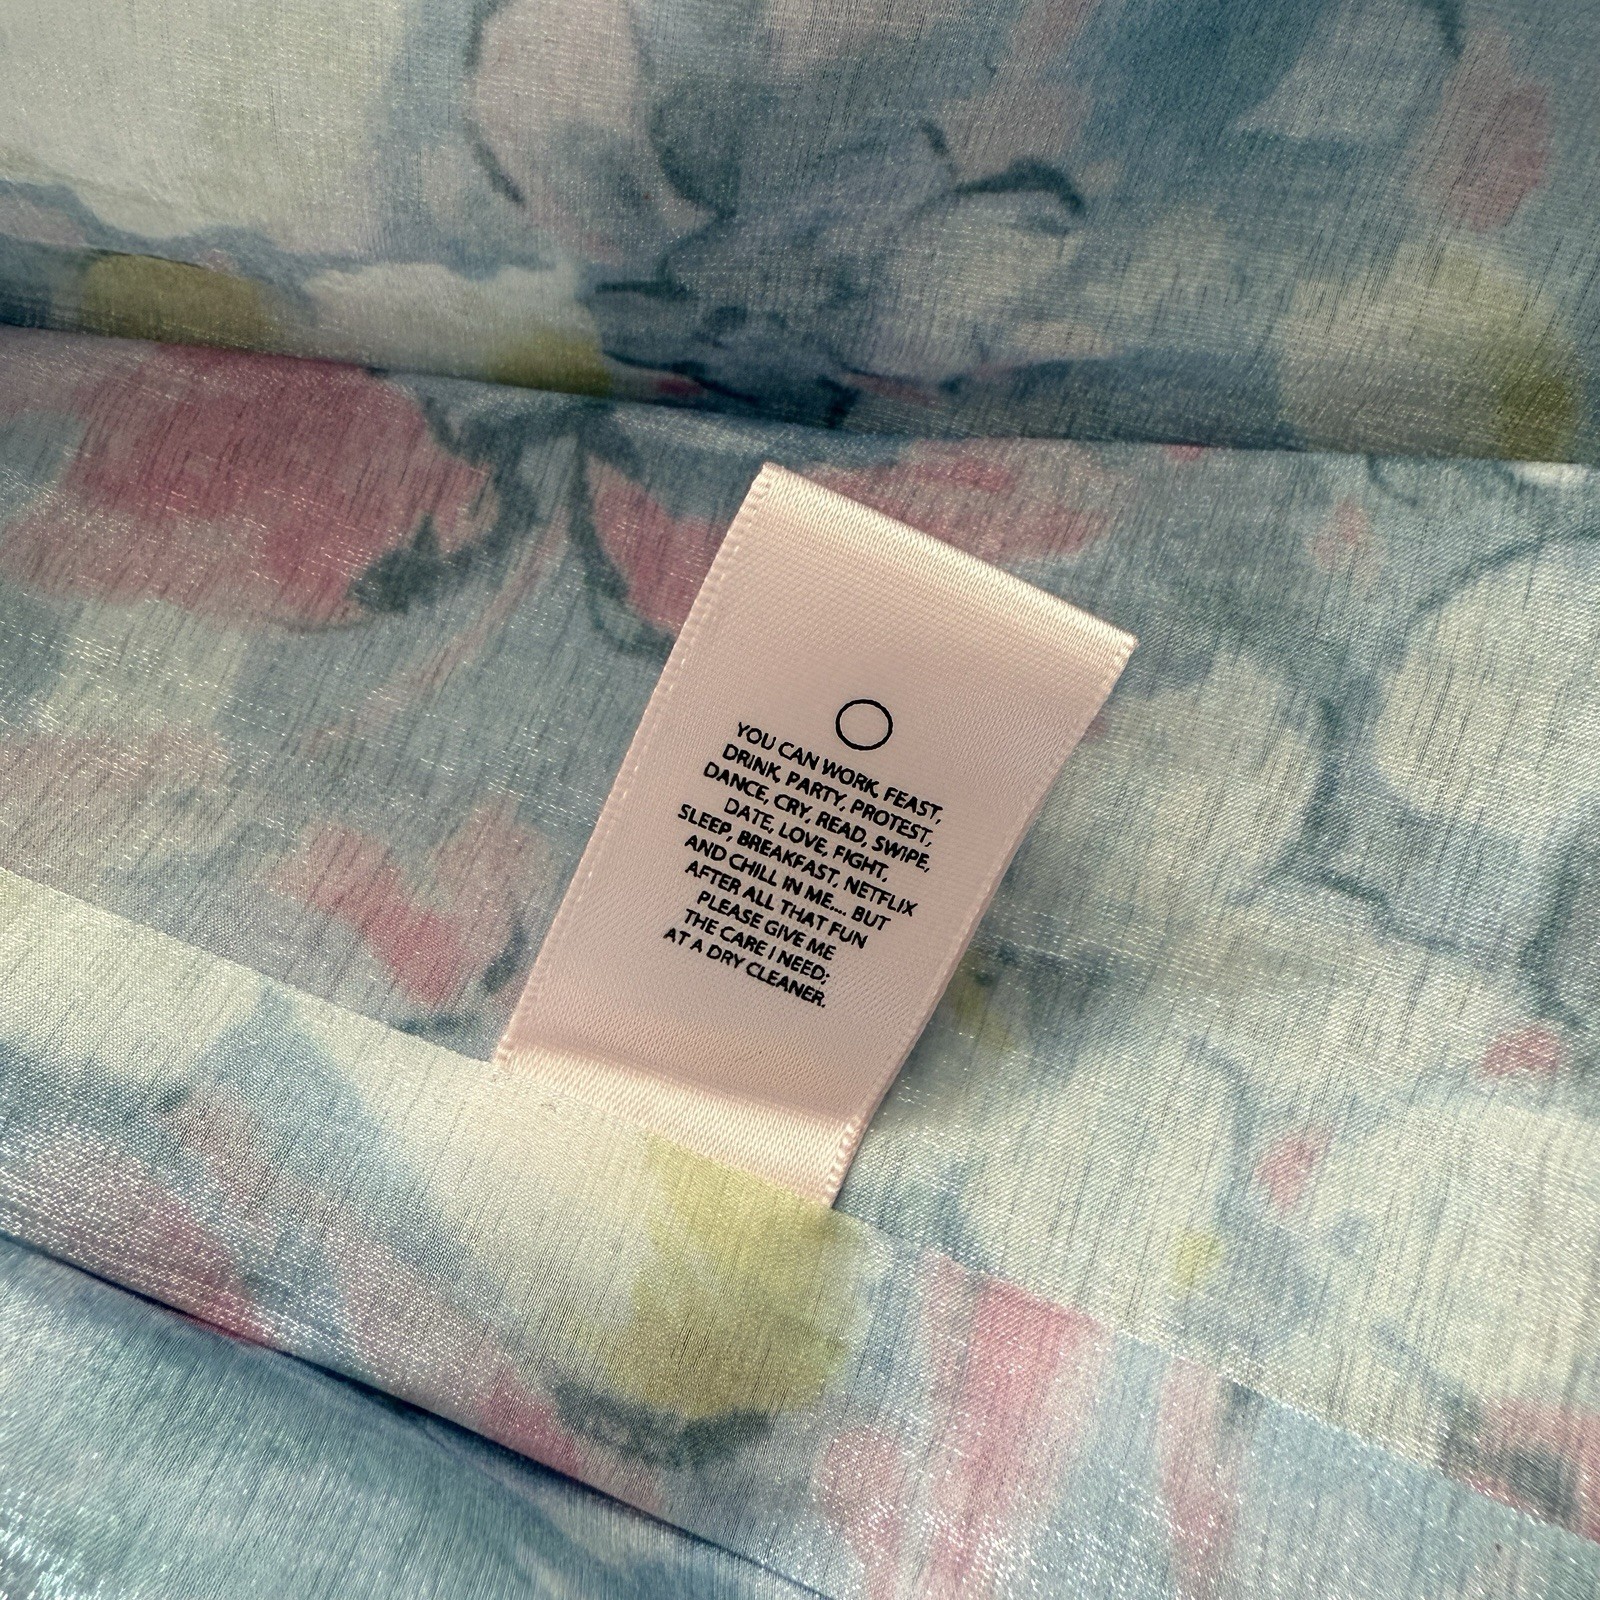 YOU CAN WORK, FEAST,
DRINK, PARTY, PROTEST,
DANCE, CRY, READ, SWIPE,
DATE, LOVE, FIGHT,
SLEEP, BREAKFAST, NETFLIX
AND CHILL IN ME.... BUT
AFTER ALL THAT FUN
PLEASE GIVE ME
THE CARE I NEED;
AT A DRY CLEANER.